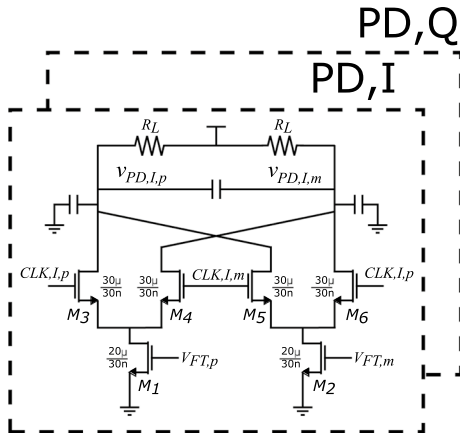 PD,Q
PD,I
R_L R_L
v_PD,I,p v_PD,I,m
CLK,I,p 30μ/30n 30μ/30n CLK,I,m 30μ/30n 30μ/30n CLK,I,p
M3 M4 M5 M6
20μ/30n V_FT,p 20μ/30n V_FT,m
M1 M2